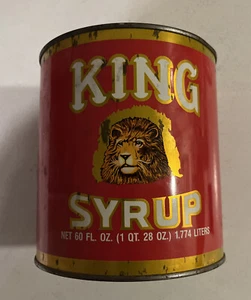 KING
SYRUP
NET 60 FL. OZ. (1 QT. 28 OZ.) 1.774 LITERS